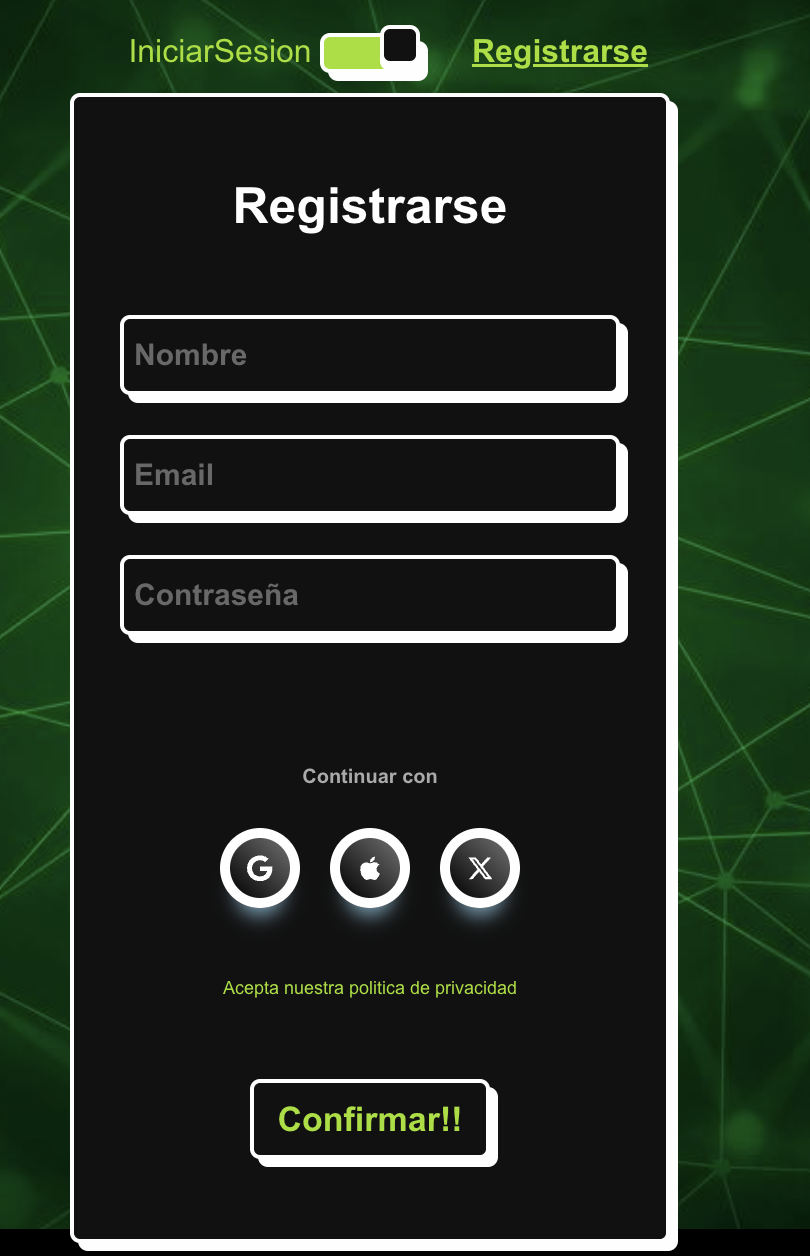 IniciarSesion Registrarse
Registrarse
Nombre
Email
Contraseña
Continuar con
Acepta nuestra politica de privacidad
Confirmar!!